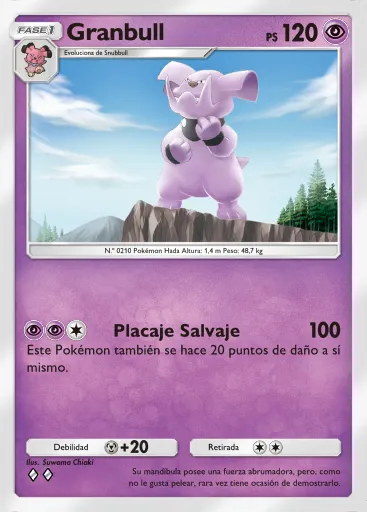 FASE 1
Granbull
PS 120
Evoluciona de Snubbull
N.º 0210 Pokémon Hada Altura: 1,4 m Peso: 48,7 kg
Placaje Salvaje 100
Este Pokémon también se hace 20 puntos de daño a sí
mismo.
Debilidad +20 Retirada
Ilus. Suwama Chiaki
Su mandíbula posee una fuerza abrumadora, pero, como
no le gusta pelear, rara vez tiene ocasión de demostrarlo.